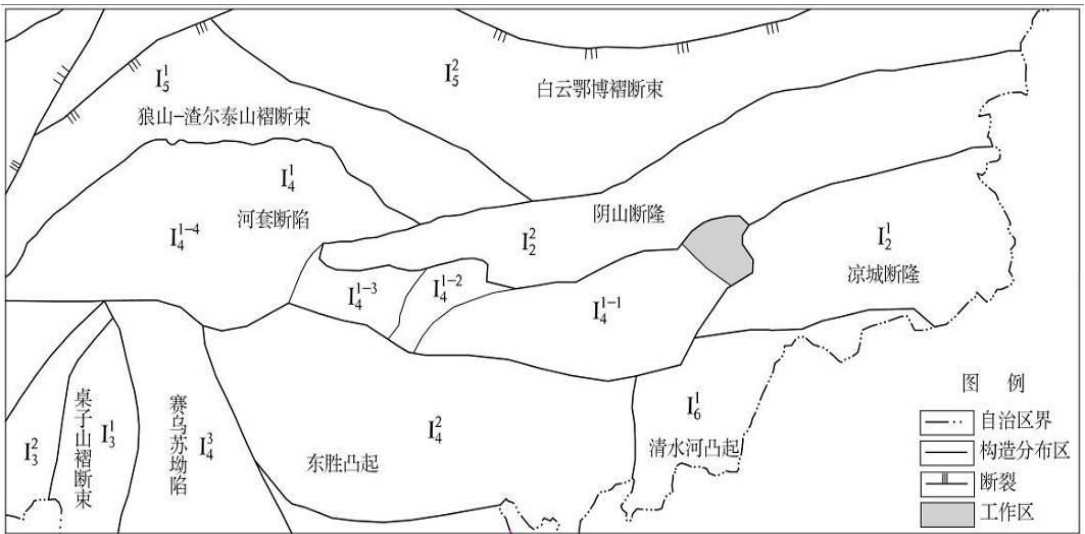 I₅¹
I₅²
狼山-渣尔泰山褶断束
白云鄂博褶断束
I₄¹
河套断陷
I₄¹⁻⁴
阴山断隆
I₂²
I₂¹
凉城断隆
I₄¹⁻³
I₄¹⁻²
I₄¹⁻¹
I₃²
桌子山褶断束
I₃¹
赛乌苏坳陷
I₄³
I₄²
东胜凸起
I₆¹
清水河凸起
图 例
自治区界
构造分布区
断裂
工作区